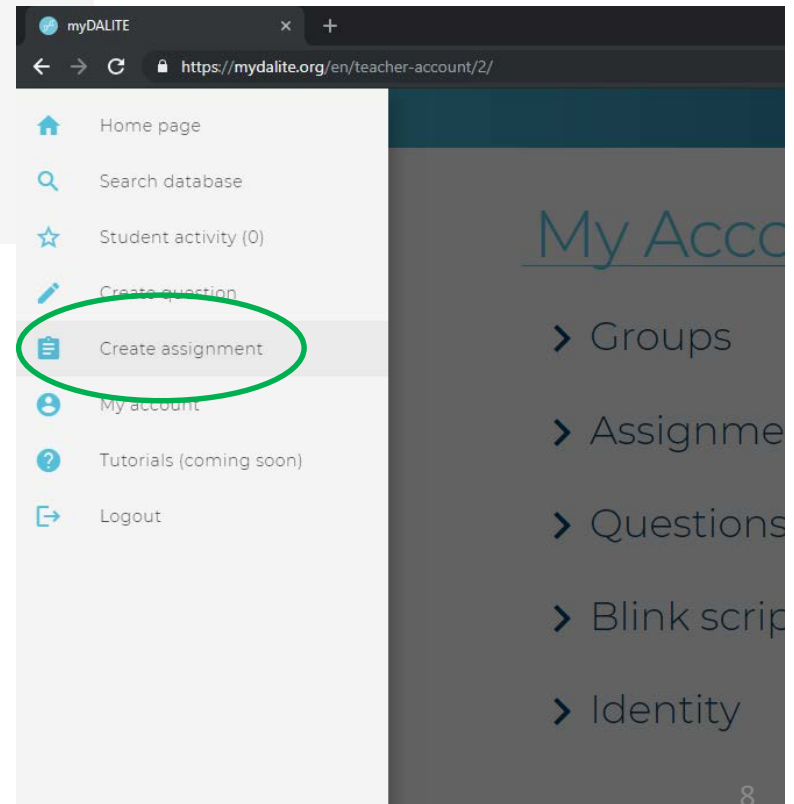 myDALITE
https://mydalite.org/en/teacher-account/2/
Home page
Search database
Student activity (0)
Create question
Create assignment
My account
Tutorials (coming soon)
Logout
My Acco
Groups
Assignme
Questions
Blink scrip
Identity
8